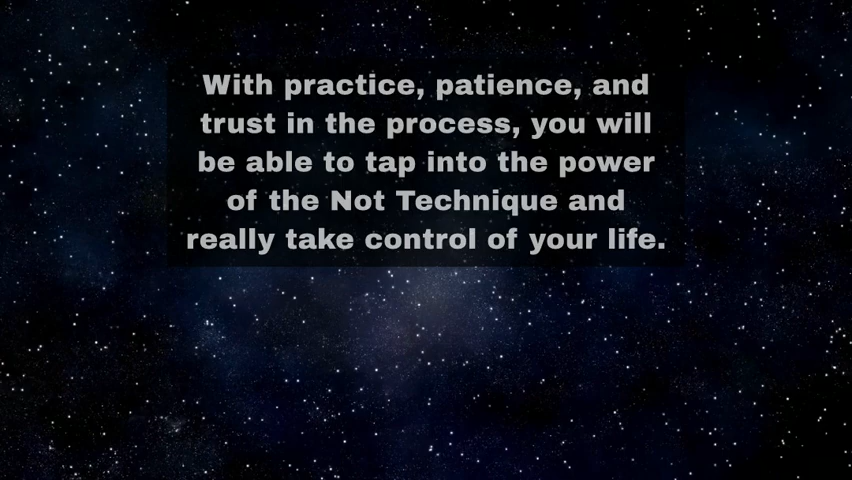 With practice, patience, and
trust in the process, you will
be able to tap into the power
of the Not Technique and
really take control of your life.